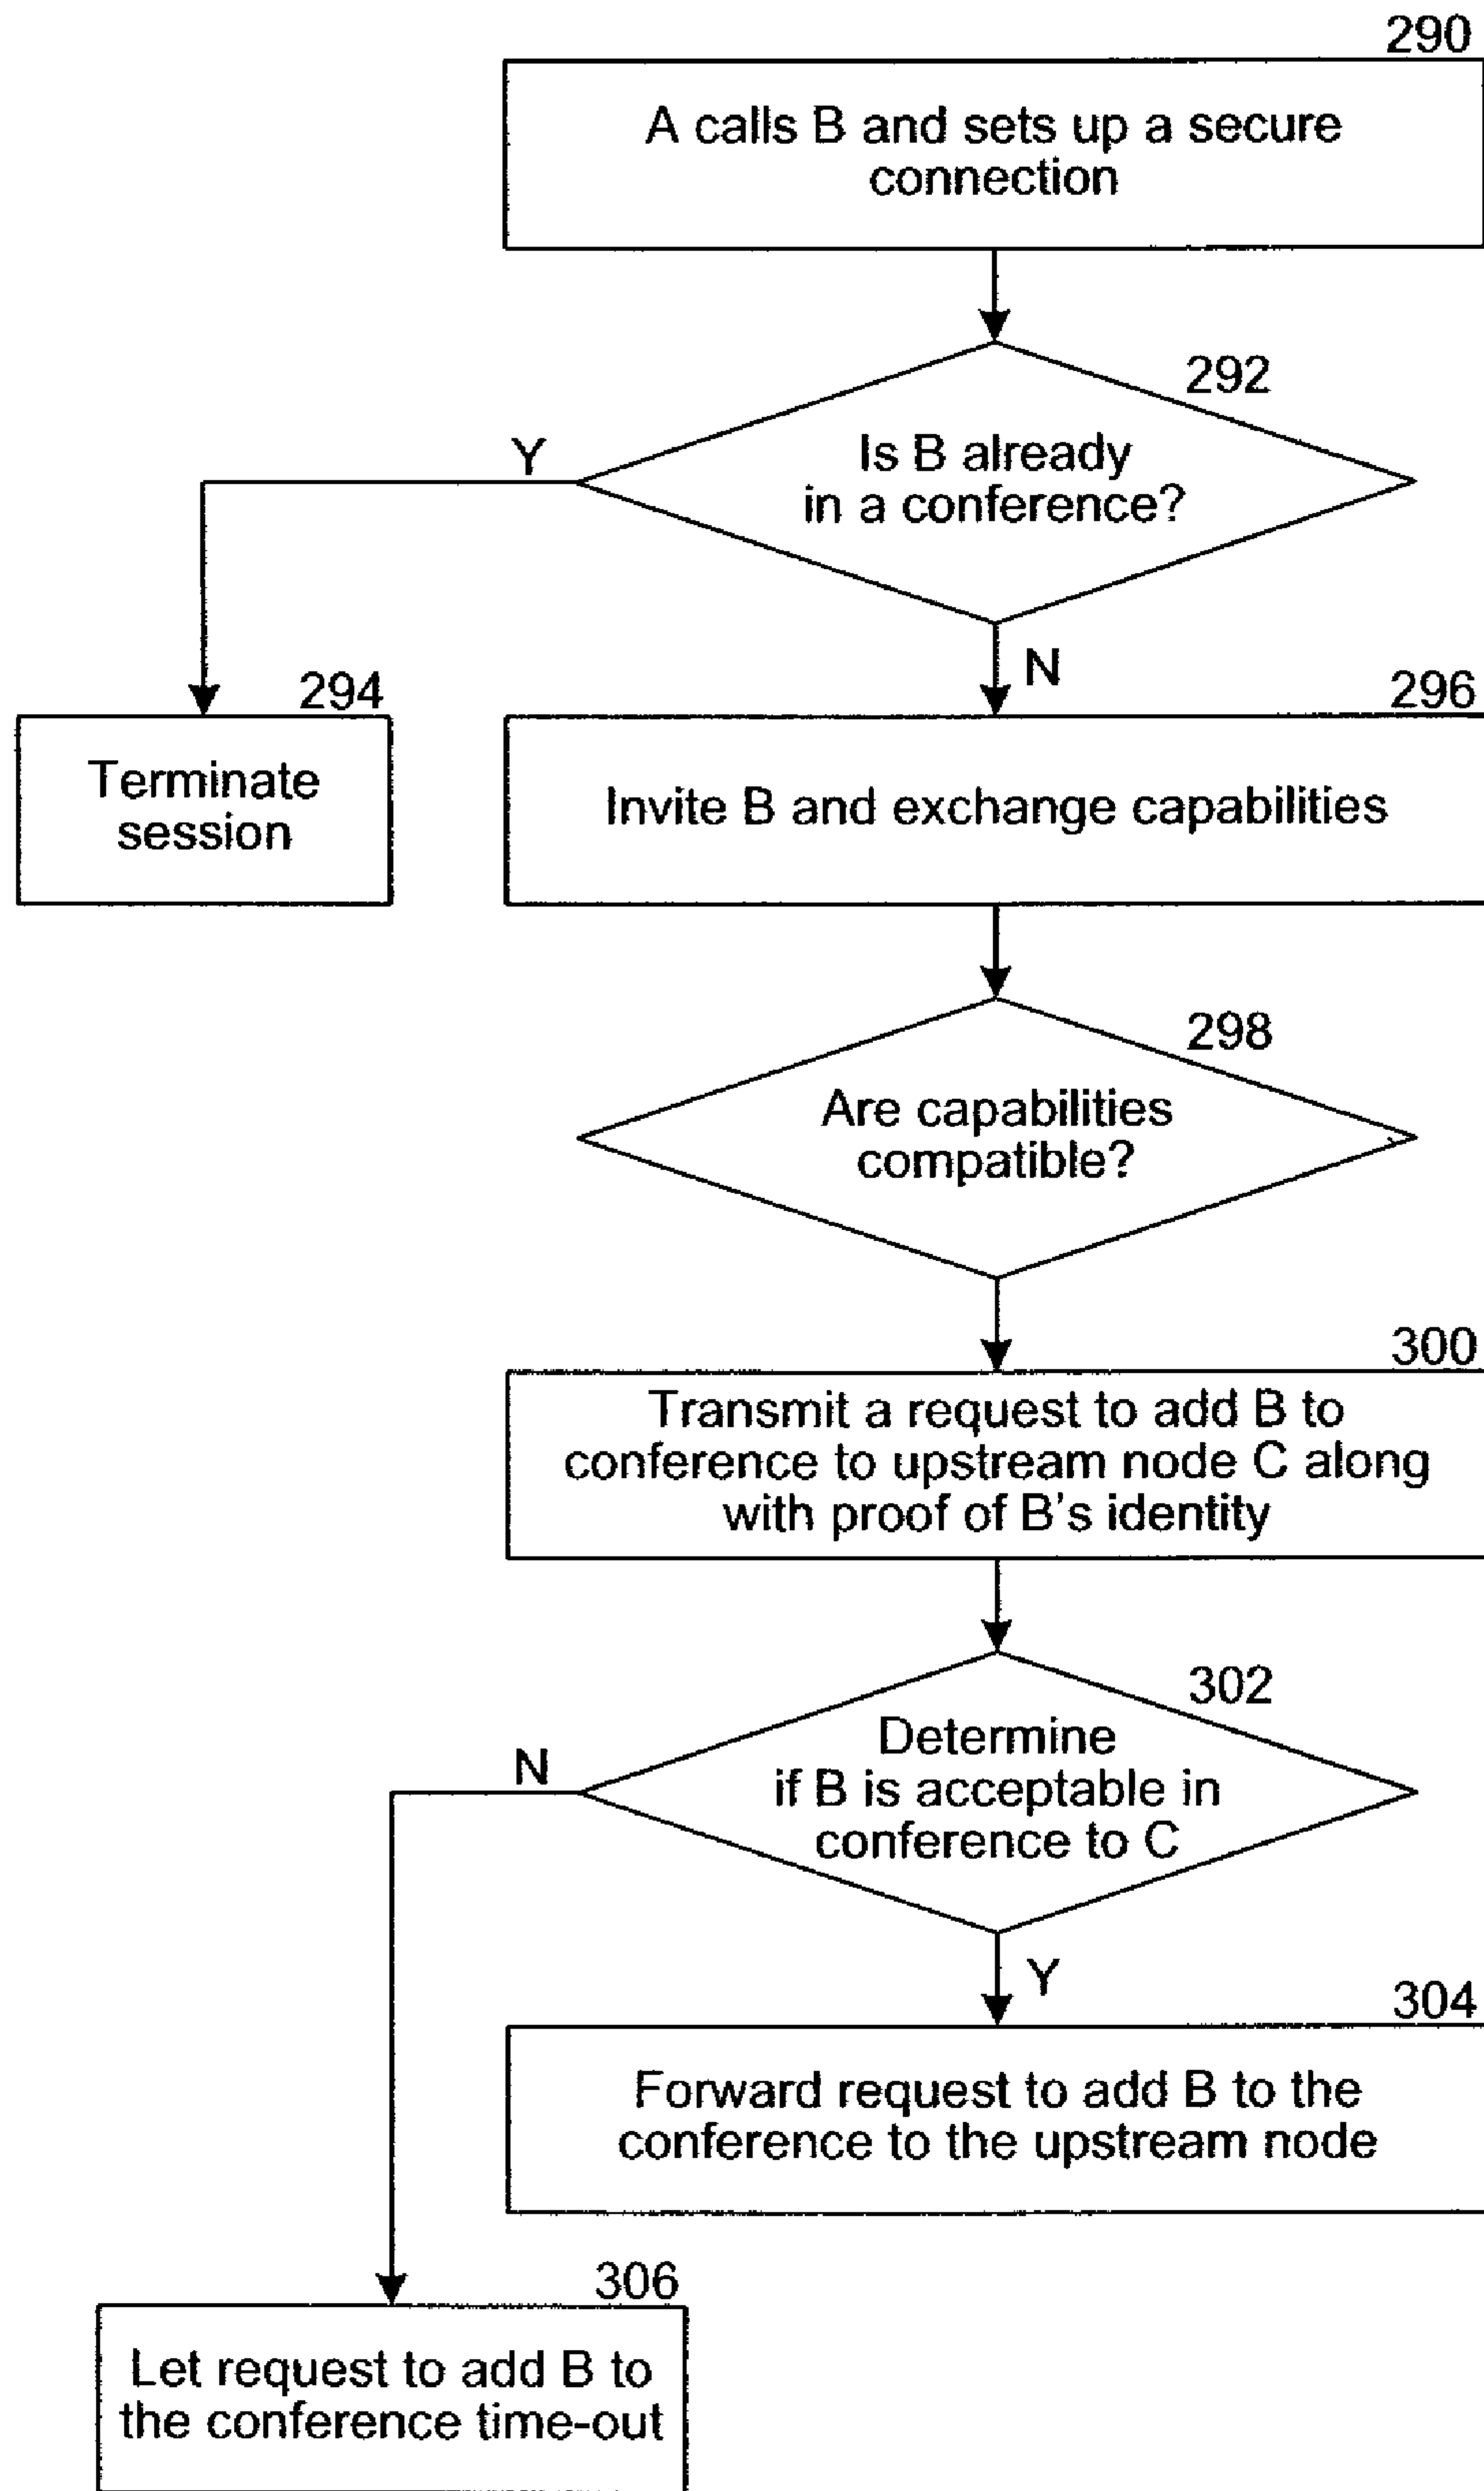 290
A calls B and sets up a secure
connection
292
Is B already
in a conference?
Y
N
294
Terminate
session
296
Invite B and exchange capabilities
298
Are capabilities
compatible?
300
Transmit a request to add B to
conference to upstream node C along
with proof of B's identity
302
Determine
if B is acceptable in
conference to C
N
Y
304
Forward request to add B to the
conference to the upstream node
306
Let request to add B to
the conference time-out